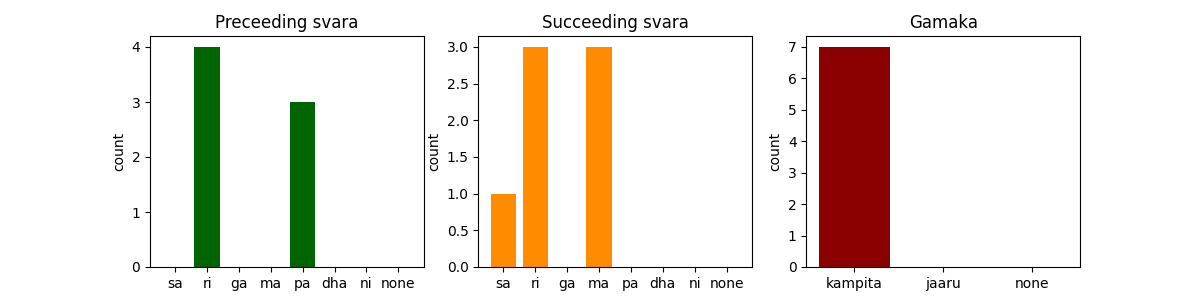 Preceeding svara
count
4
3
2
1
0
sa ri ga ma pa dha ni none
Succeeding svara
count
3.0
2.5
2.0
1.5
1.0
0.5
0.0
sa ri ga ma pa dha ni none
Gamaka
count
7
6
5
4
3
2
1
0
kampita jaaru none